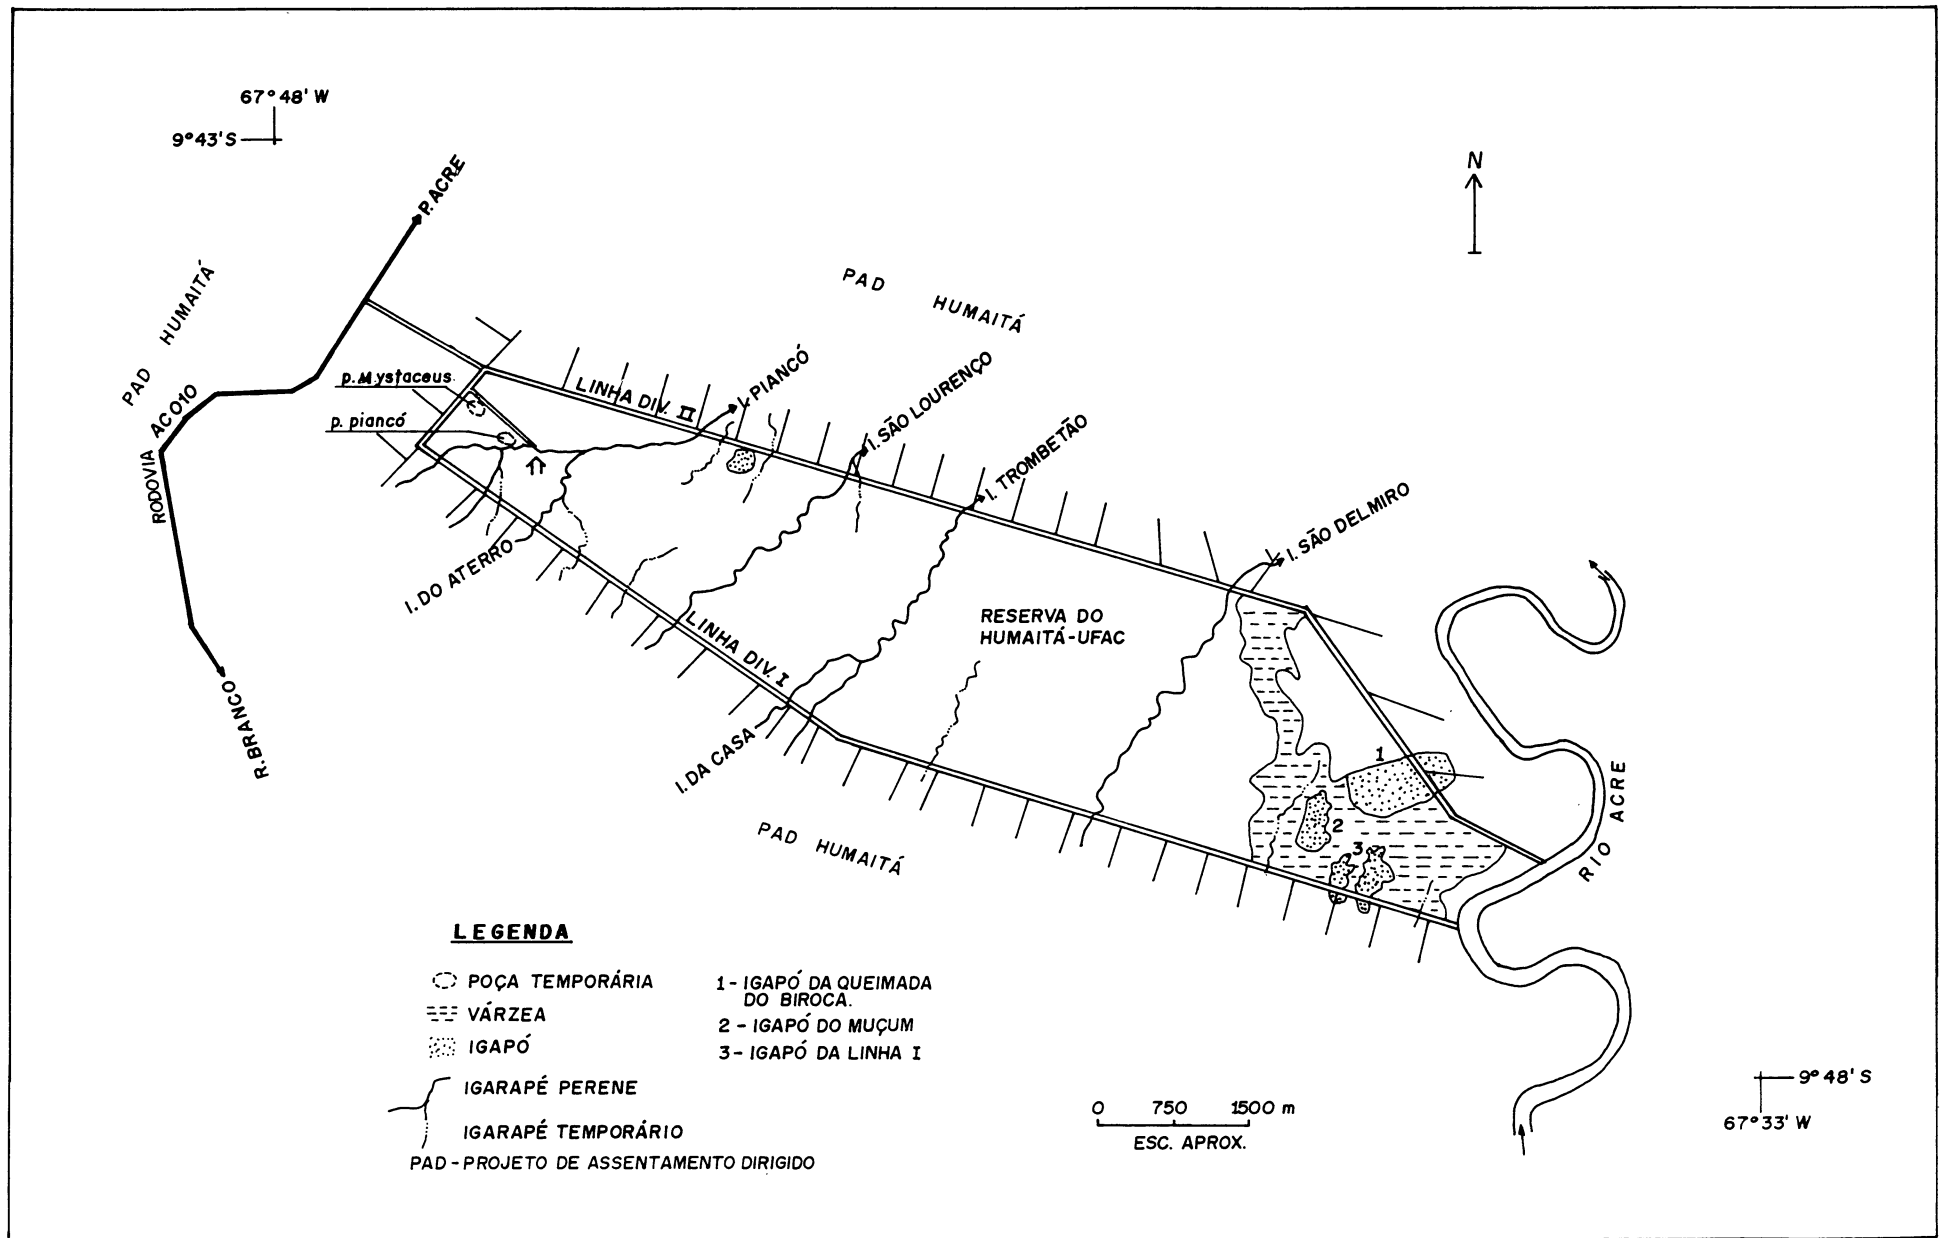 67°48' W
9°43'S
N
P. ACRE
PAD HUMAITÁ
PAD HUMAITÁ
RODOVIA AC010
R. BRANCO
p. Mystaceus
p. piancó
LINHA DIV. II
I. PIANCÓ
I. SÃO LOURENÇO
I. TROMBETÃO
I. SÃO DELMIRO
I. DO ATERRO
LINHA DIV. I
RESERVA DO
HUMAITÁ-UFAC
I. DA CASA
PAD HUMAITÁ
1
2
3
RIO ACRE
LEGENDA
POÇA TEMPORÁRIA
VÁRZEA
IGAPÓ
IGARAPÉ PERENE
IGARAPÉ TEMPORÁRIO
PAD - PROJETO DE ASSENTAMENTO DIRIGIDO
1 - IGAPÓ DA QUEIMADA
DO BIROCA.
2 - IGAPÓ DO MUÇUM
3 - IGAPÓ DA LINHA I
0 750 1500 m
ESC. APROX.
9°48' S
67°33' W